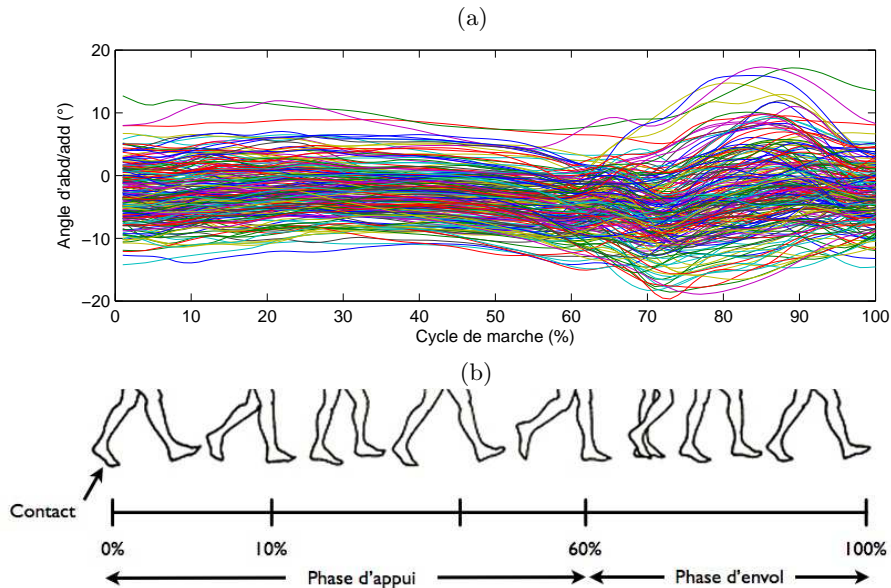 (a)
20
10
0
−10
−20
Angle d'abd/add (°)
0 10 20 30 40 50 60 70 80 90 100
Cycle de marche (%)
(b)
Contact
0% 10% 60% 100%
Phase d'appui Phase d'envol